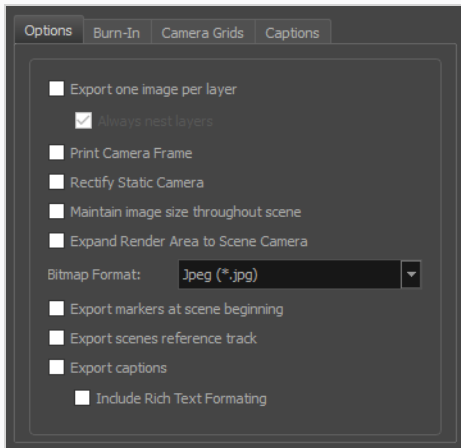 Options Burn-In Camera Grids Captions
Export one image per layer
Always nest layers
Print Camera Frame
Rectify Static Camera
Maintain image size throughout scene
Expand Render Area to Scene Camera
Bitmap Format: Jpeg (*.jpg)
Export markers at scene beginning
Export scenes reference track
Export captions
Include Rich Text Formating